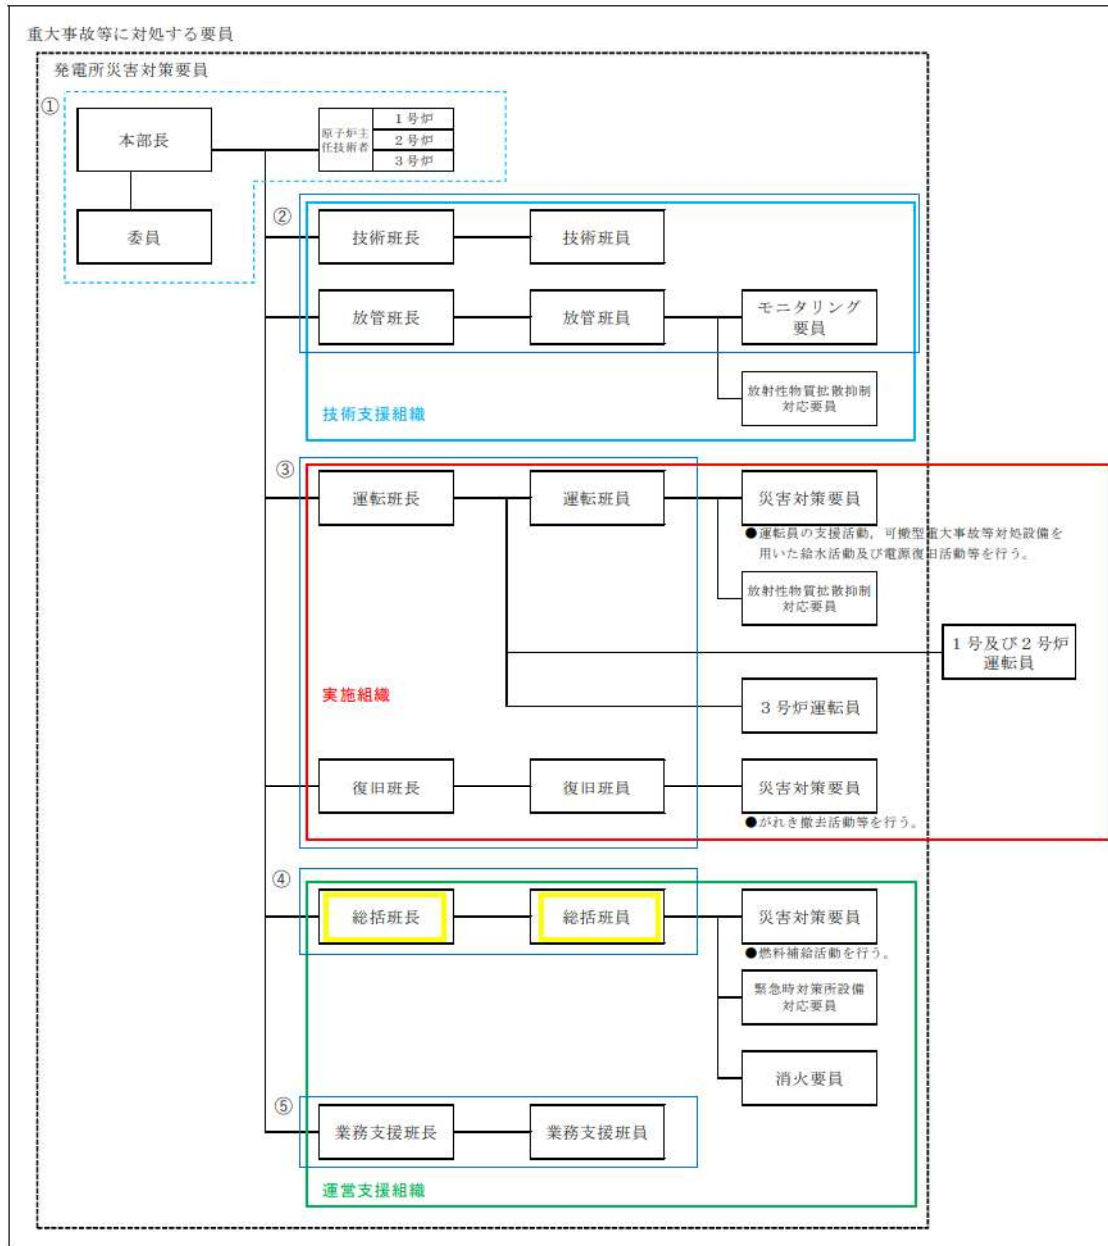 重大事故等に対処する要員
発電所災害対策要員
①
本部長
原子炉主
任技術者
1号炉
2号炉
3号炉
委員
②
技術班長
技術班員
放管班長
放管班員
モニタリング
要員
放射性物質拡散抑制
対応要員
技術支援組織
③
運転班長
運転班員
災害対策要員
●運転員の支援活動，可搬型重大事故等対処設備を
用いた給水活動及び電源復旧活動等を行う。
放射性物質拡散抑制
対応要員
1号及び2号炉
運転員
実施組織
3号炉運転員
復旧班長
復旧班員
災害対策要員
●がれき撤去活動等を行う。
④
総括班長
総括班員
災害対策要員
●燃料補給活動を行う。
緊急時対策所設備
対応要員
消火要員
⑤
業務支援班長
業務支援班員
運営支援組織